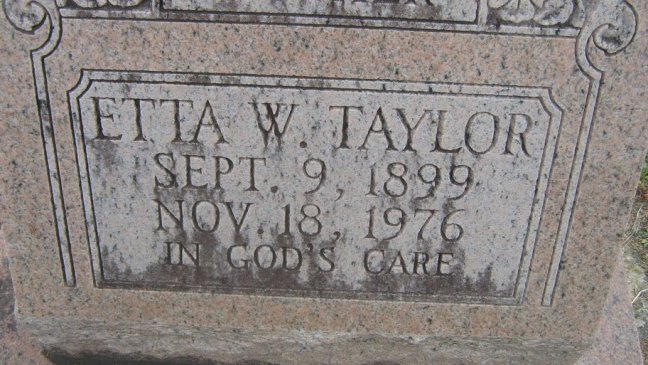 ETTA W. TAYLOR
SEPT. 9, 1899
NOV. 18, 1976
IN GOD'S CARE